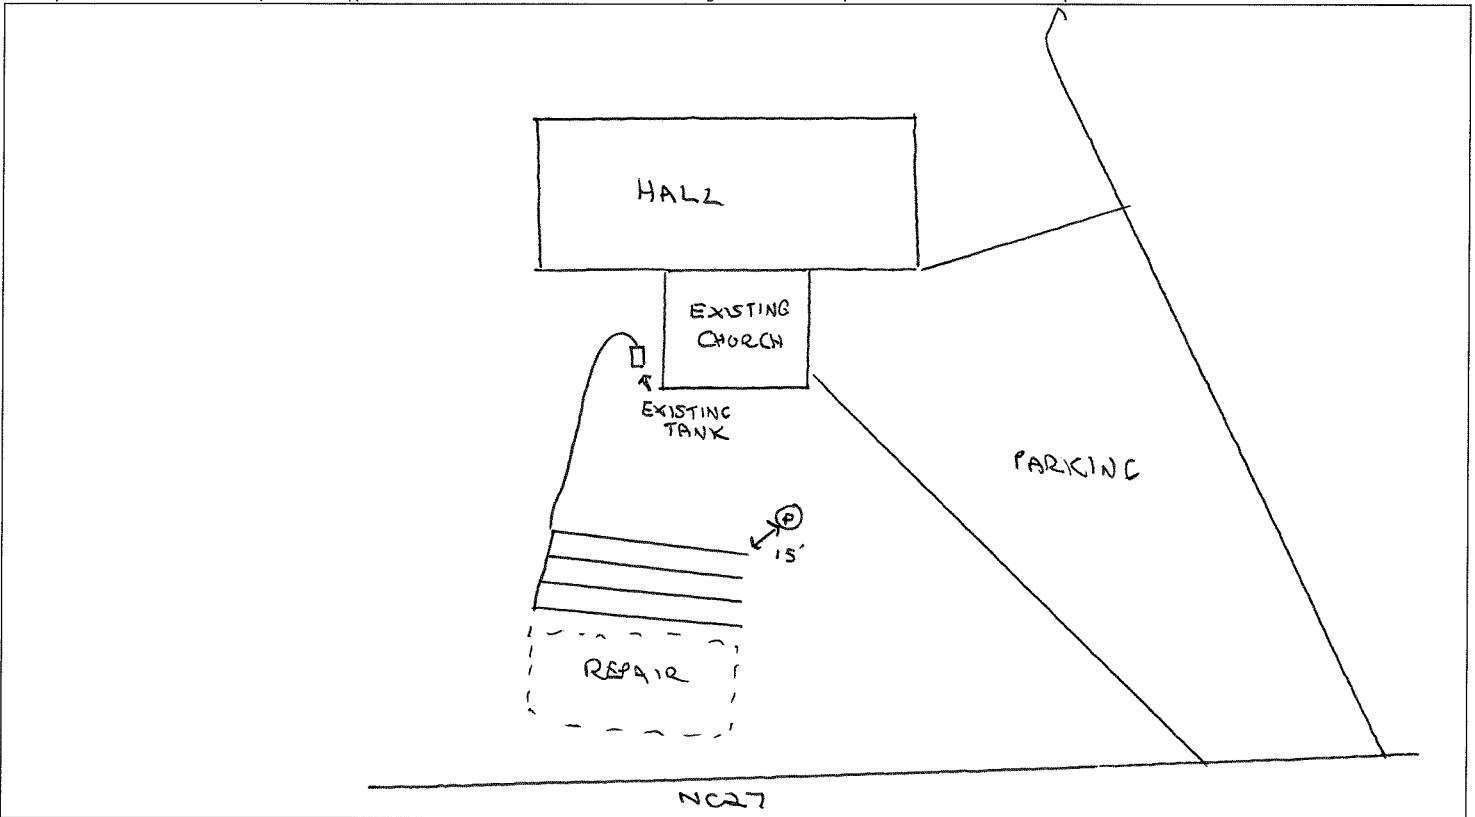 HALL
EXISTING
CHURCH
EXISTING
TANK
PARKING
P
15'
REPAIR
NC27